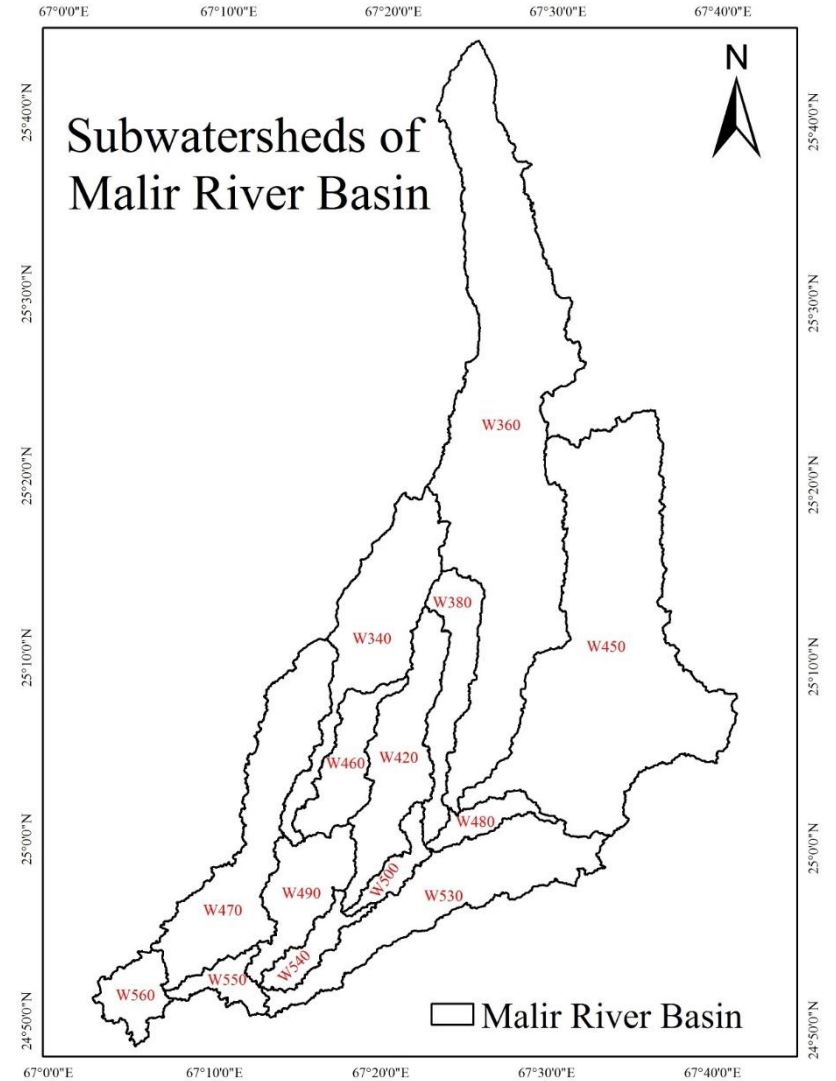 67°0'0"E 67°10'0"E 67°20'0"E 67°30'0"E 67°40'0"E
N
Subwatersheds of
Malir River Basin
25°40'0"N 25°40'0"N
25°30'0"N 25°30'0"N
W360
25°20'0"N 25°20'0"N
W380
W340
W450
25°10'0"N 25°10'0"N
W460
W420
W480
25°0'0"N 25°0'0"N
W500
W490
W530
W470
W540
W550
W560
Malir River Basin
24°50'0"N 24°50'0"N
67°0'0"E 67°10'0"E 67°20'0"E 67°30'0"E 67°40'0"E